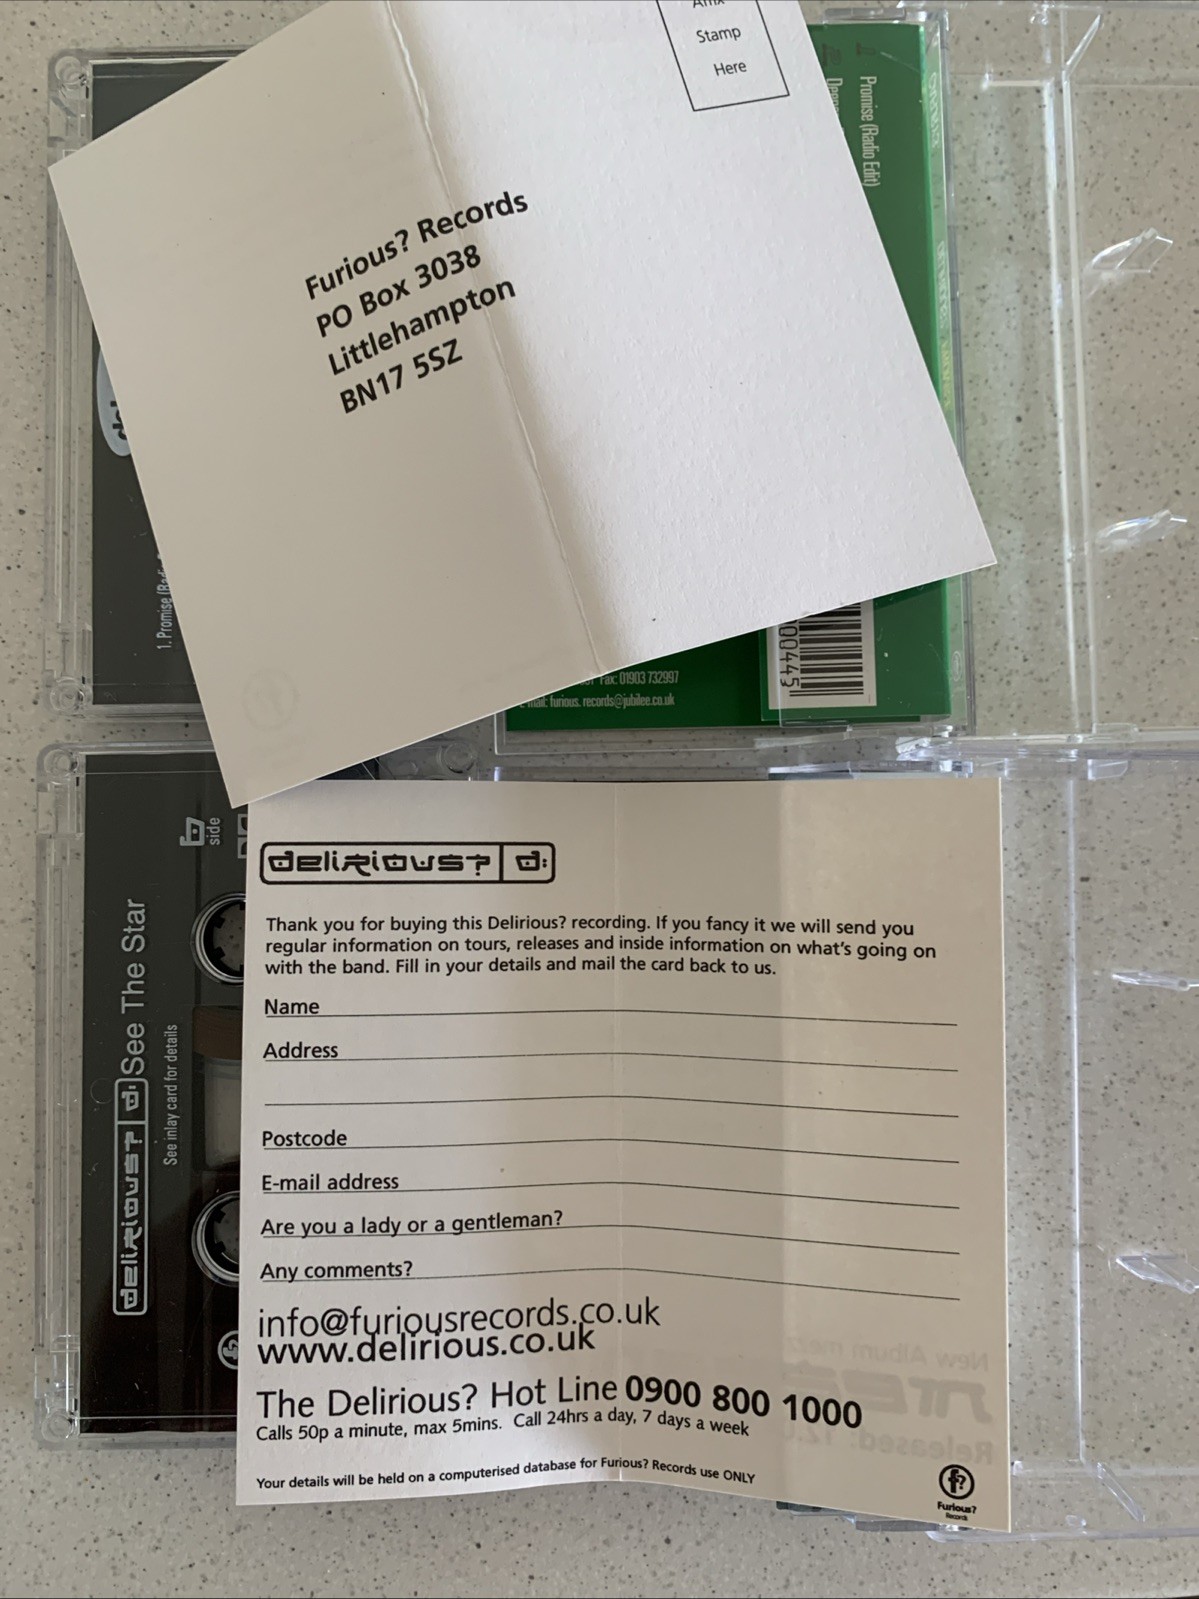 Stamp
Here
Furious? Records
PO Box 3038
Littlehampton
BN17 5SZ
Promise (Radio Edit)
1. Promise
00445
Fax: 01903 732997
mail: furious. records@jubilee.co.uk
side
delirious? d:
See The Star
See inlay card for details
delirious? d:
Thank you for buying this Delirious? recording. If you fancy it we will send you
regular information on tours, releases and inside information on what's going on
with the band. Fill in your details and mail the card back to us.
Name
Address
Postcode
E-mail address
Are you a lady or a gentleman?
Any comments?
info@furiousrecords.co.uk
www.delirious.co.uk
The Delirious? Hot Line 0900 800 1000
Calls 50p a minute, max 5mins. Call 24hrs a day, 7 days a week
Your details will be held on a computerised database for Furious? Records use ONLY
f?
Furious?
Records
New Album
Released: